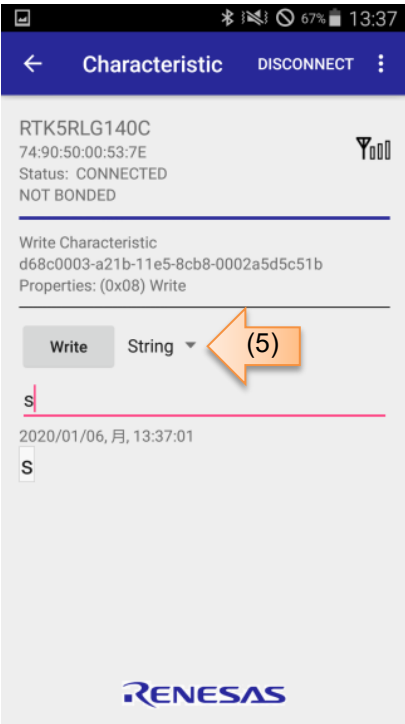 67% 13:37
Characteristic DISCONNECT
RTK5RLG140C
74:90:50:00:53:7E
Status: CONNECTED
NOT BONDED
Write Characteristic
d68c0003-a21b-11e5-8cb8-0002a5d5c51b
Properties: (0x08) Write
Write String (5)
s
2020/01/06, 月, 13:37:01
s
RENESAS